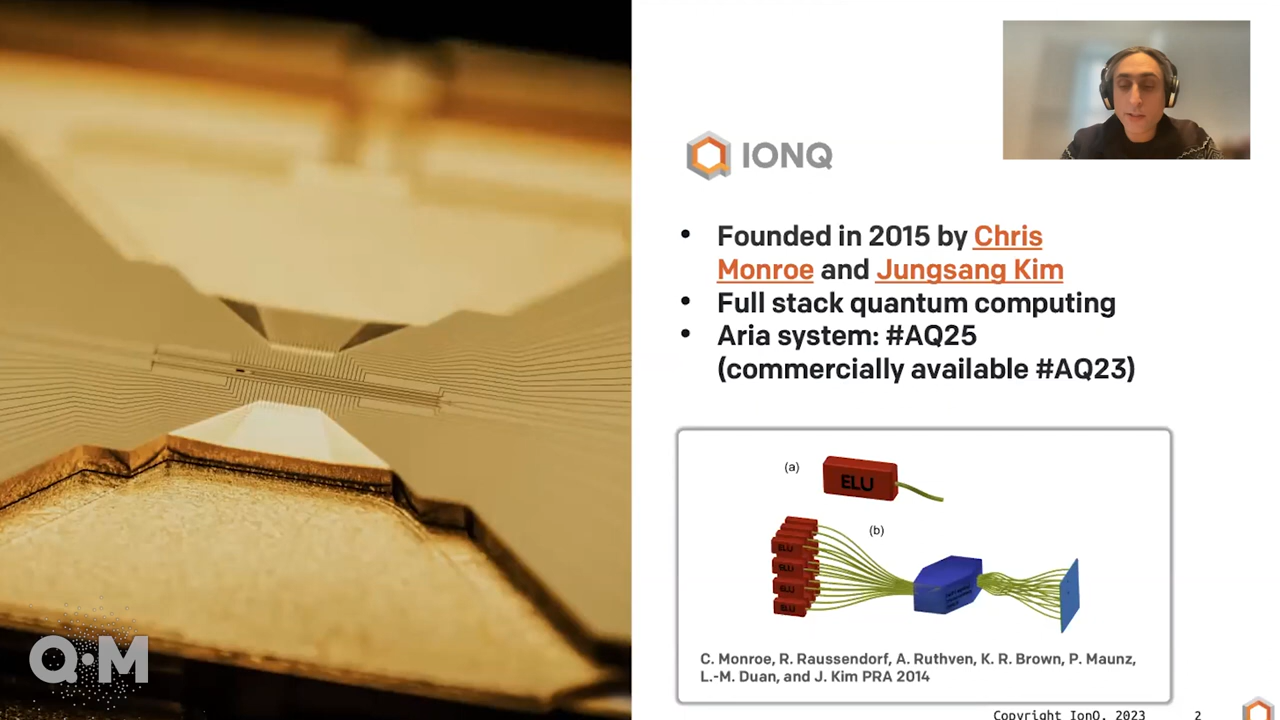 IONQ
• Founded in 2015 by Chris
Monroe and Jungsang Kim
• Full stack quantum computing
• Aria system: #AQ25
(commercially available #AQ23)
(a)
ELU
(b)
ELU
ELU
ELU
ELU
C. Monroe, R. Raussendorf, A. Ruthven, K. R. Brown, P. Maunz,
L.-M. Duan, and J. Kim PRA 2014
Q·M
Copyright IonQ, 2023 2